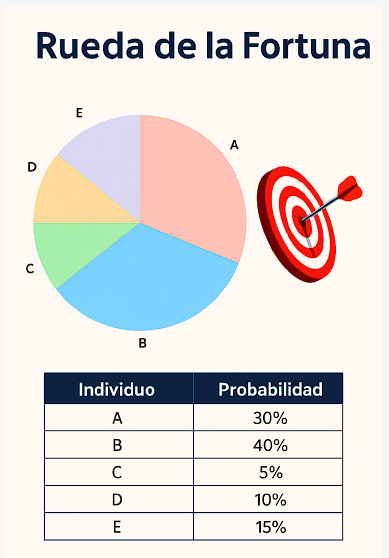 Rueda de la Fortuna
E
A
D
C
B
Individuo Probabilidad
A 30%
B 40%
C 5%
D 10%
E 15%